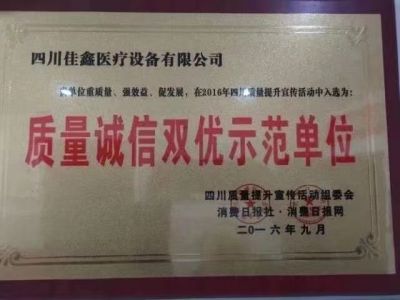 四川佳鑫医疗设备有限公司
贵单位重质量、强效益、促发展，在2016年四川质量提升宣传活动中入选为：
质量诚信双优示范单位
四川质量提升宣传活动组委会
消费日报社·消费日报网
二〇一六年九月